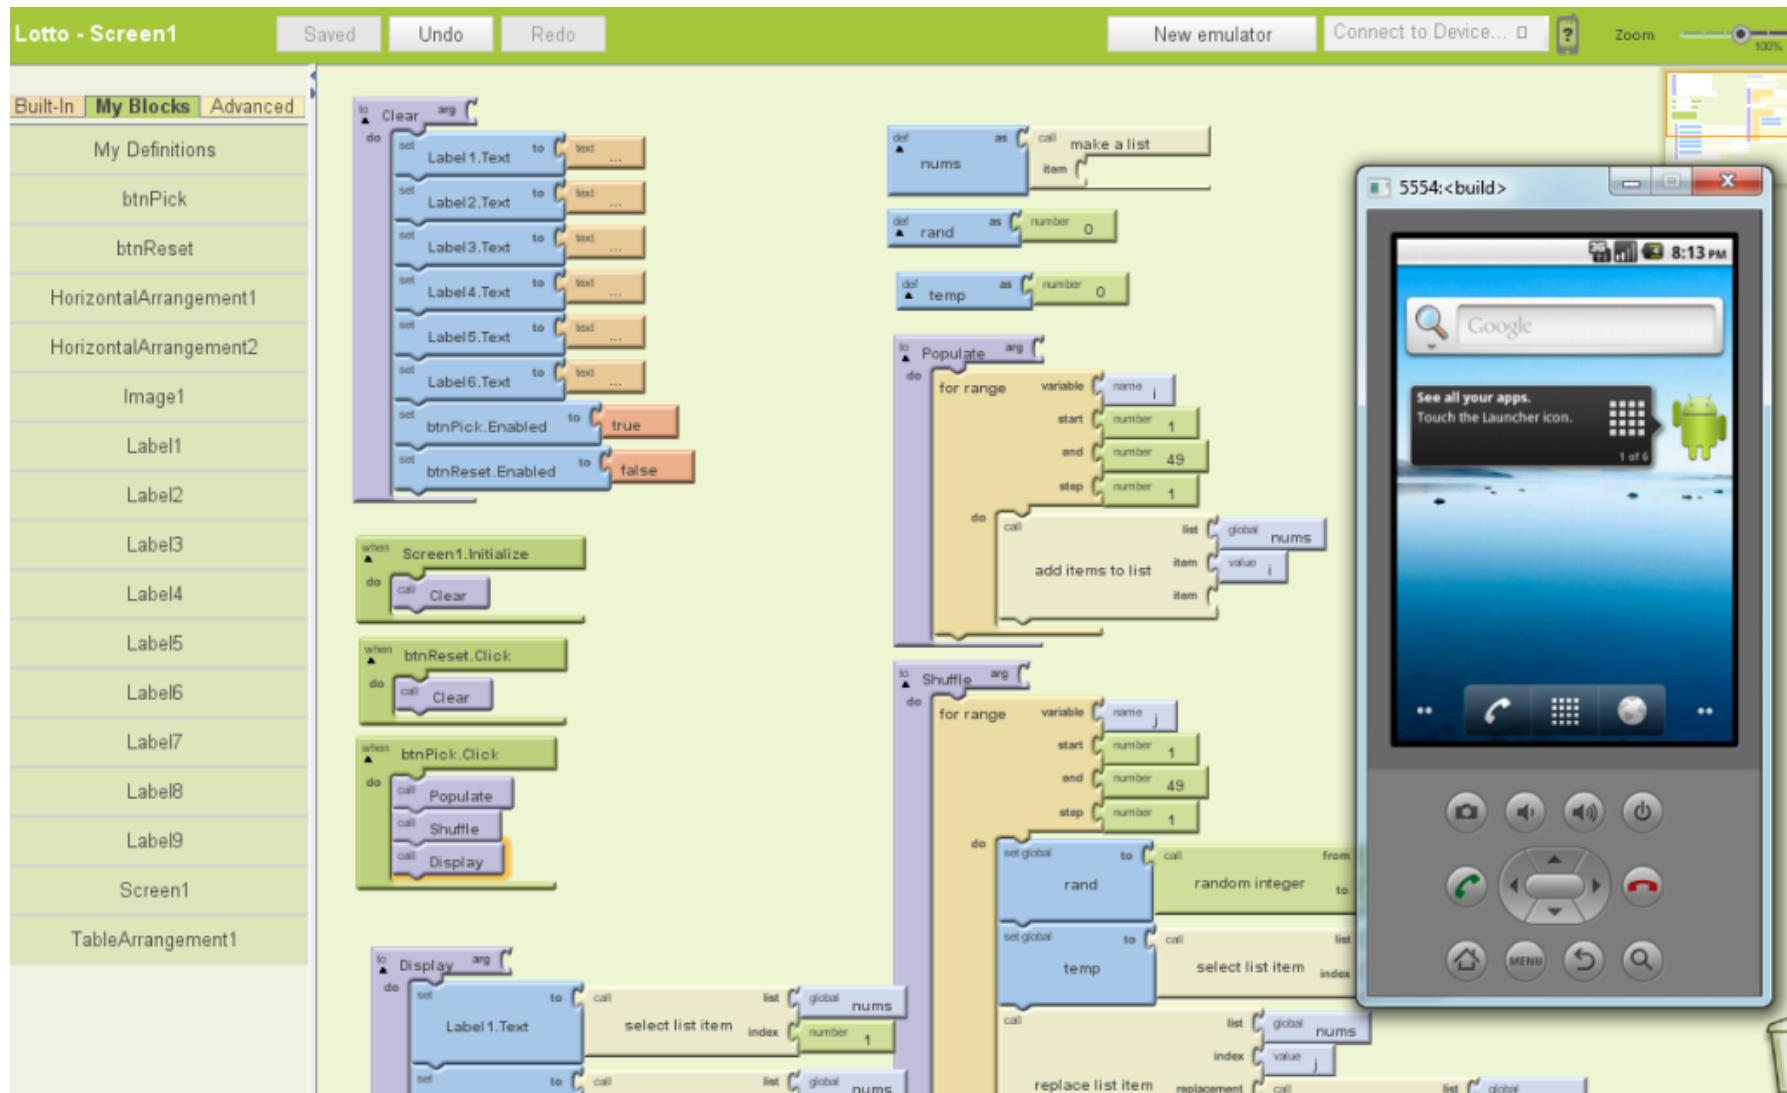 Lotto - Screen1
Saved
Undo
Redo
New emulator
Connect to Device...
?
Zoom
100%
Built-In
My Blocks
Advanced
My Definitions
btnPick
btnReset
HorizontalArrangement1
HorizontalArrangement2
Image1
Label1
Label2
Label3
Label4
Label5
Label6
Label7
Label8
Label9
Screen1
TableArrangement1
to Clear arg
do
set Label1.Text to text ...
set Label2.Text to text ...
set Label3.Text to text ...
set Label4.Text to text ...
set Label5.Text to text ...
set Label6.Text to text ...
set btnPick.Enabled to true
set btnReset.Enabled to false
when Screen1.Initialize
do call Clear
when btnReset.Click
do call Clear
when btnPick.Click
do call Populate
call Shuffle
call Display
to Display arg
do
set Label1.Text to call select list item list global nums
index number 1
set to call list global nums
def nums as call make a list
item
def rand as number 0
def temp as number 0
to Populate arg
do
for range variable name i
start number 1
end number 49
step number 1
do
call add items to list list global nums
item value i
item
to Shuffle arg
do
for range variable name j
start number 1
end number 49
step number 1
do
set global rand to call random integer from
to
set global temp to call select list item list
index
call replace list item list global nums
index value j
replacement call list global
5554:<build>
3G
8:13 PM
Google
See all your apps.
Touch the Launcher icon.
1 of 6
MENU